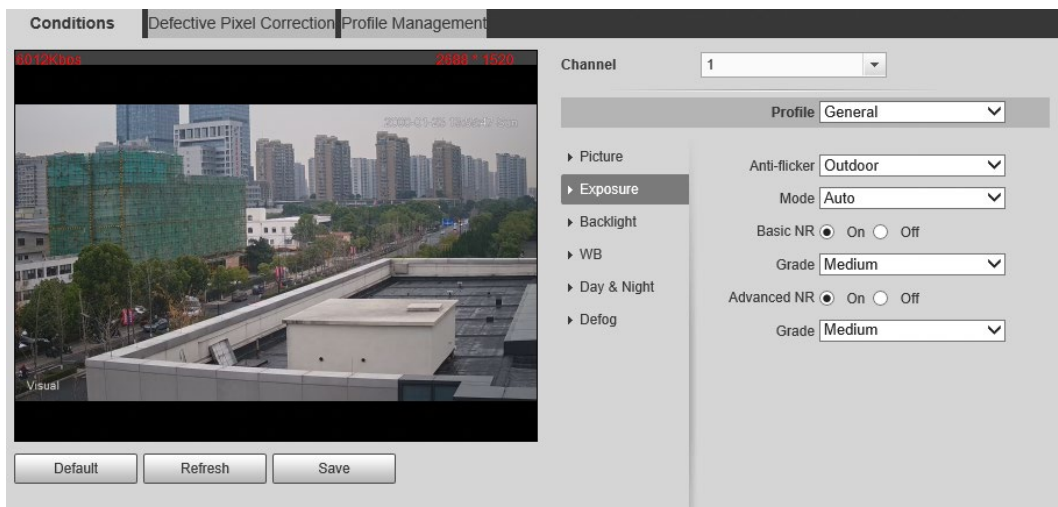 Conditions
Defective Pixel Correction
Profile Management
6012Kbps
2688 * 1520
Visual
Default
Refresh
Save
Channel
1
Profile General
Picture
Exposure
Backlight
WB
Day & Night
Defog
Anti-flicker Outdoor
Mode Auto
Basic NR On Off
Grade Medium
Advanced NR On Off
Grade Medium